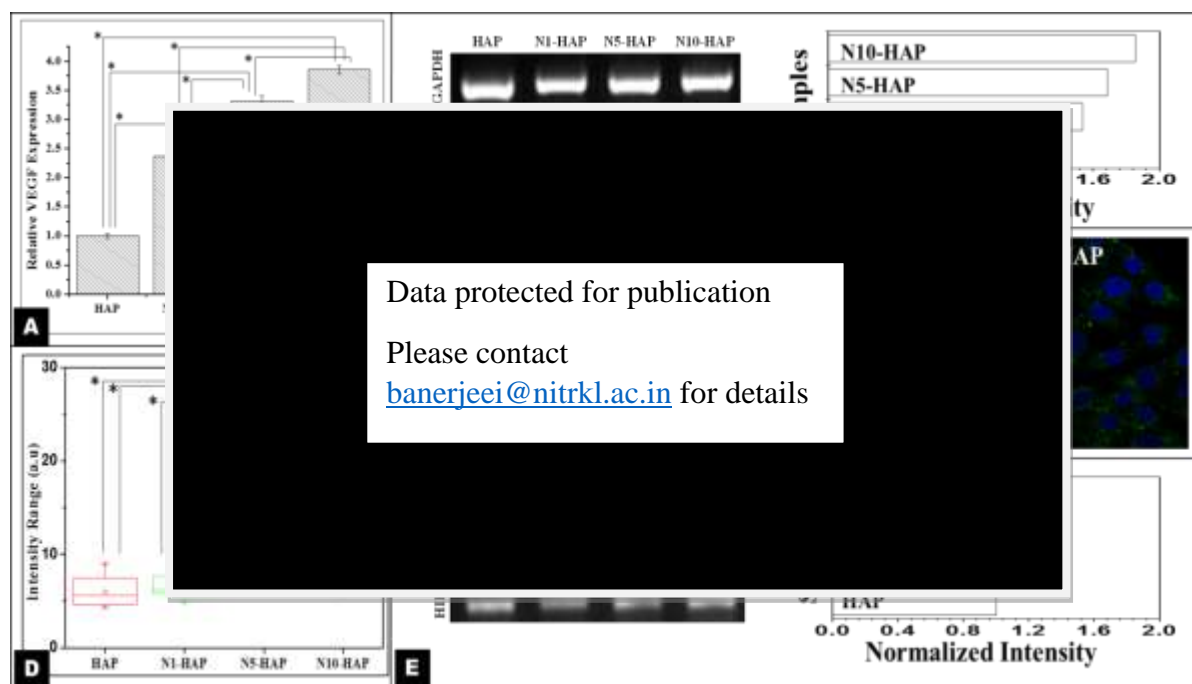 4.0
3.5
3.0
2.5
2.0
1.5
1.0
0.5
0.0
Relative VEGF Expression
* * * * * *
HAP
A
HAP N1-HAP N5-HAP N10-HAP
GAPDH
N10-HAP
N5-HAP
1.6 2.0
Data protected for publication
Please contact
banerjeei@nitrkl.ac.in for details
AP
30
20
10
0
Intensity Range (a.u)
* * *
HAP N1-HAP N5-HAP N10-HAP
D
E
HAP
0.0 0.4 0.8 1.2 1.6 2.0
Normalized Intensity